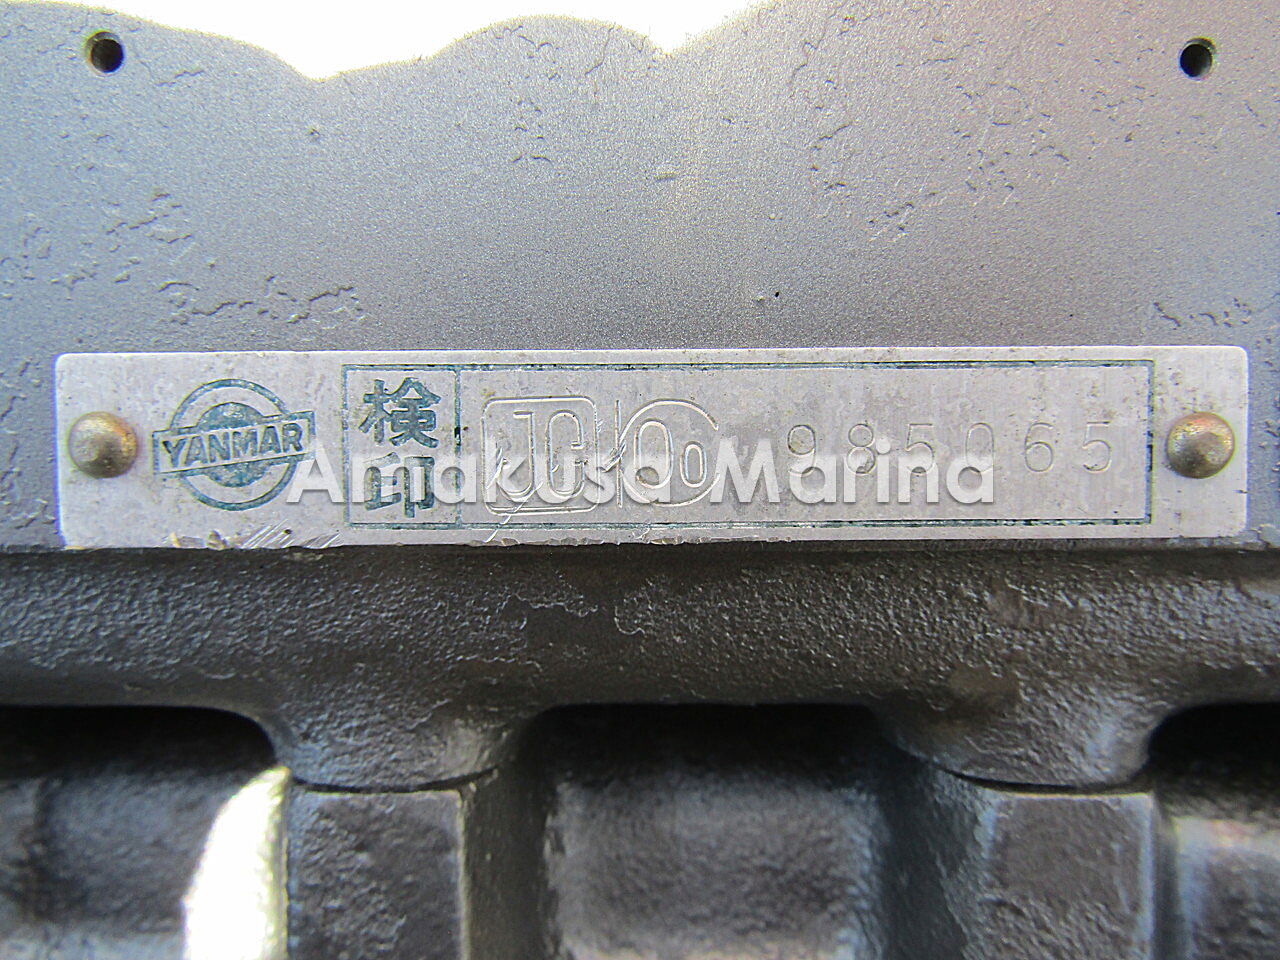 YANMAR
検印
JCI
985065
Amakusa Marina